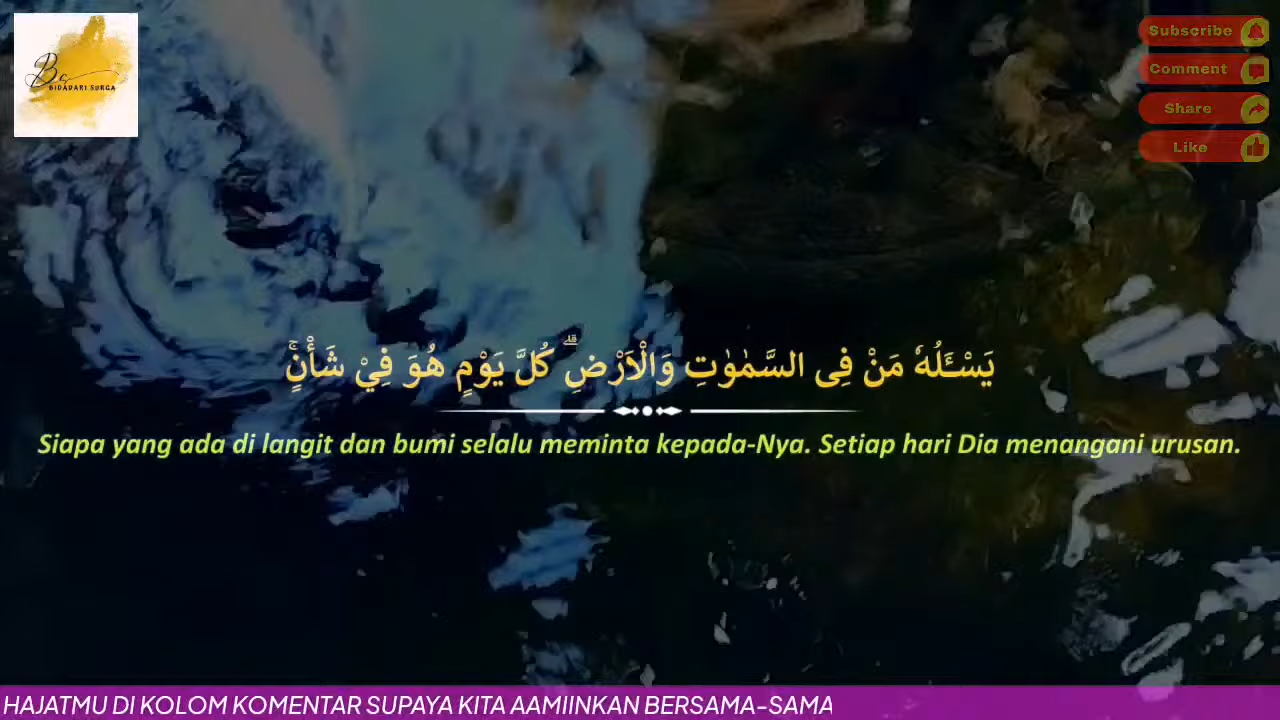 Bs
BIDADARI SURGA
Subscribe
Comment
Share
Like
يَسْـَٔلُهٗ مَنْ فِى السَّمٰوٰتِ وَالْاَرْضِۗ كُلَّ يَوْمٍ هُوَ فِيْ شَأْنٍۚ
Siapa yang ada di langit dan bumi selalu meminta kepada-Nya. Setiap hari Dia menangani urusan.
HAJATMU DI KOLOM KOMENTAR SUPAYA KITA AAMIINKAN BERSAMA-SAMA